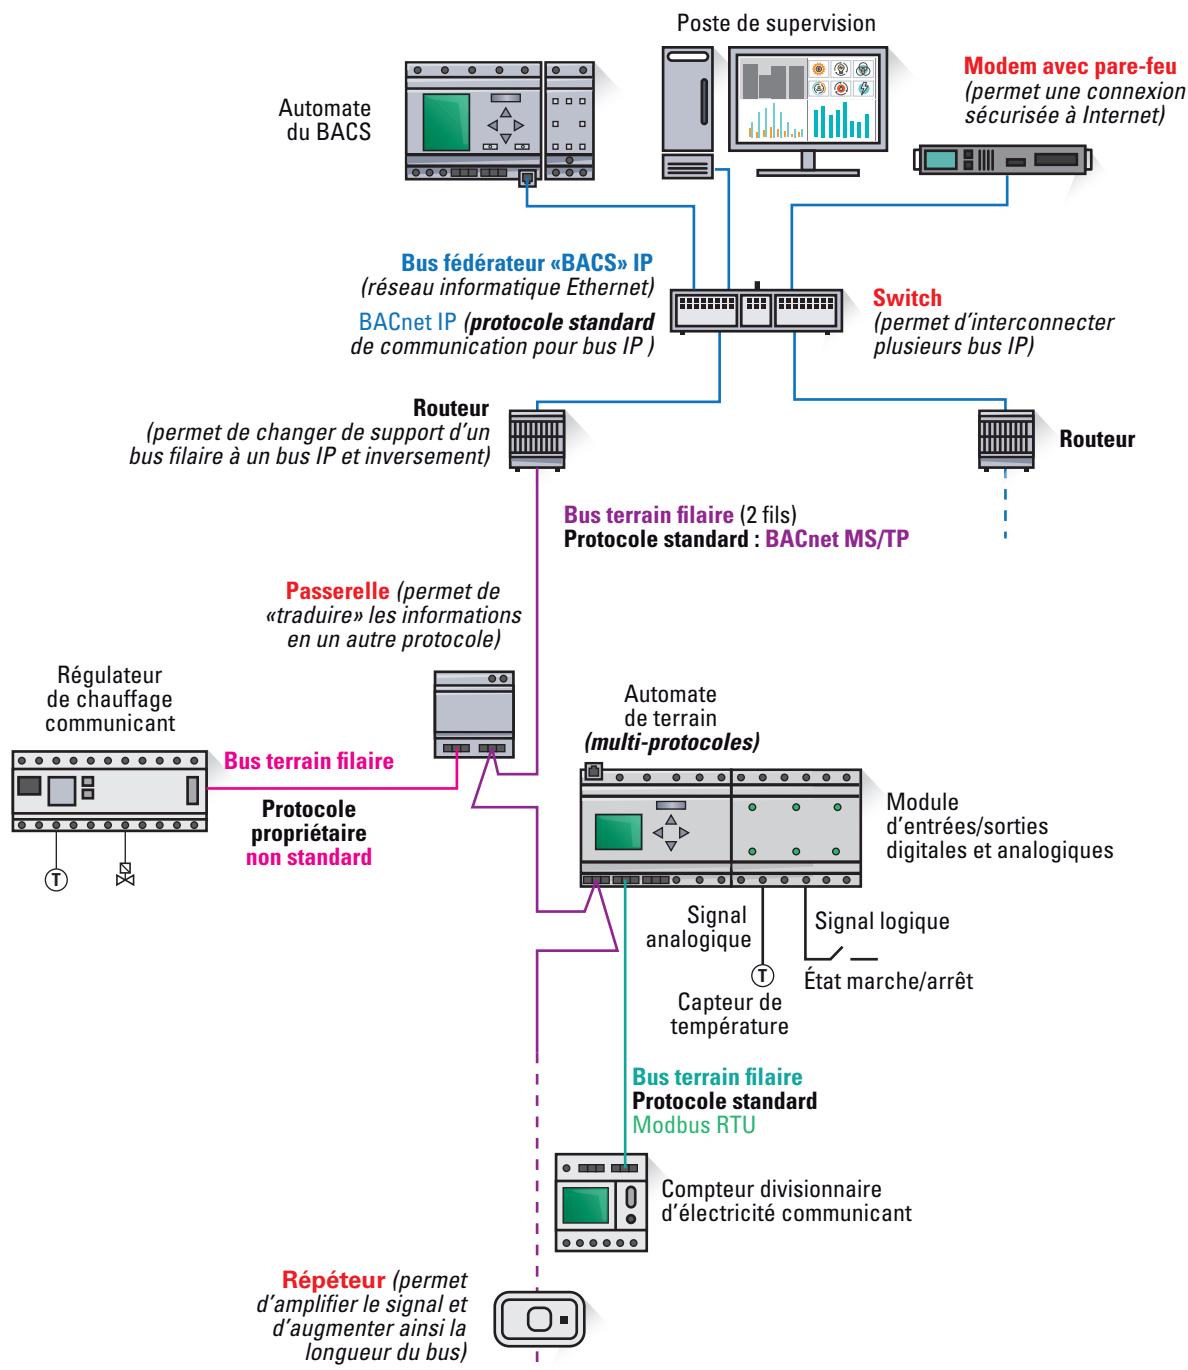 Poste de supervision
Automate
du BACS
Modem avec pare-feu
(permet une connexion
sécurisée à Internet)
Bus fédérateur «BACS» IP
(réseau informatique Ethernet)
BACnet IP (protocole standard
de communication pour bus IP )
Switch
(permet d'interconnecter
plusieurs bus IP)
Routeur
(permet de changer de support d'un
bus filaire à un bus IP et inversement)
Routeur
Bus terrain filaire (2 fils)
Protocole standard : BACnet MS/TP
Passerelle (permet de
«traduire» les informations
en un autre protocole)
Régulateur
de chauffage
communicant
Bus terrain filaire
Protocole
propriétaire
non standard
T
Automate
de terrain
(multi-protocoles)
Module
d'entrées/sorties
digitales et analogiques
Signal
analogique
Signal logique
T
État marche/arrêt
Capteur de
température
Bus terrain filaire
Protocole standard
Modbus RTU
Compteur divisionnaire
d'électricité communicant
Répéteur (permet
d'amplifier le signal et
d'augmenter ainsi la
longueur du bus)